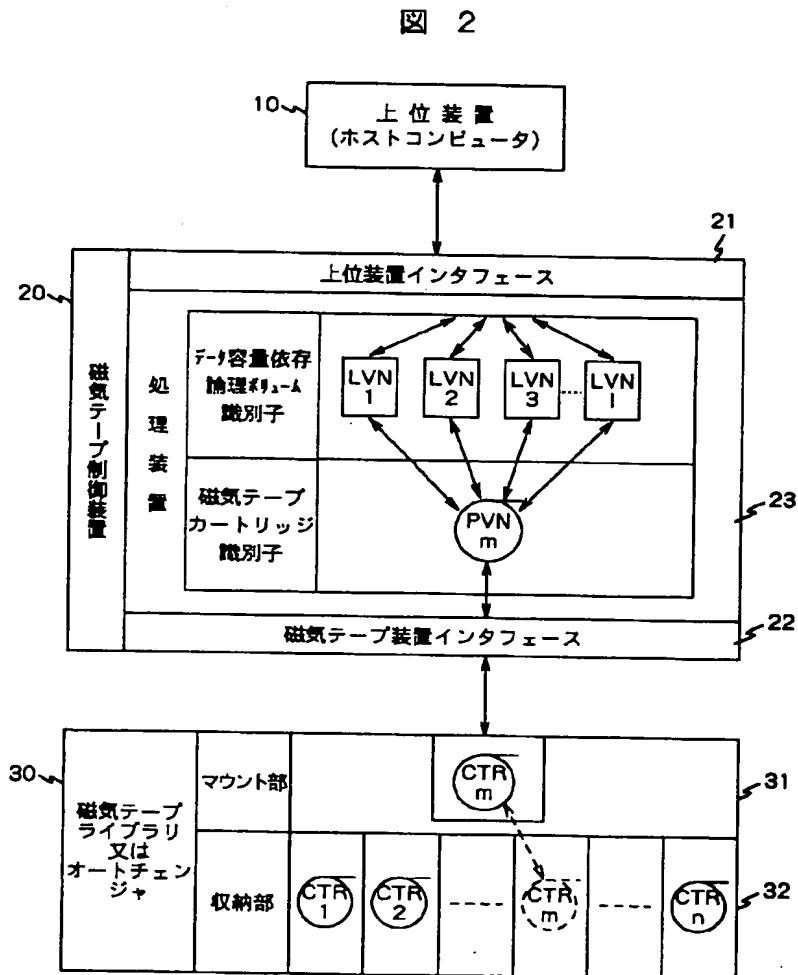 図 2
10
上位装置
(ホストコンピュータ)
21
上位装置インタフェース
20
磁気テープ制御装置
処理装置
データ容量依存
論理ボリューム
識別子
LVN
1
LVN
2
LVN
3
LVN
l
磁気テープ
カートリッジ
識別子
PVN
m
23
磁気テープ装置インタフェース
22
30
磁気テープ
ライブラリ
又は
オートチェン
ジャ
マウント部
CTR
m
31
収納部
CTR
1
CTR
2
CTR
m
CTR
n
32